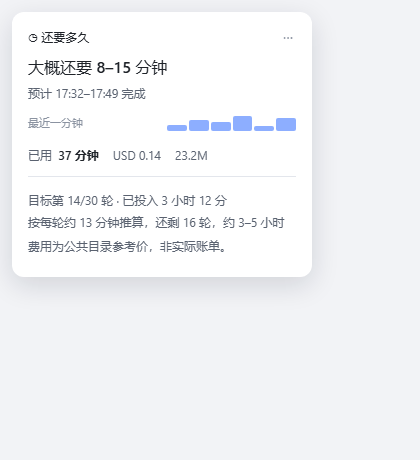 还要多久
大概还要 8–15 分钟
预计 17:32–17:49 完成
最近一分钟
已用 37 分钟 USD 0.14 23.2M
目标第 14/30 轮 · 已投入 3 小时 12 分
按每轮约 13 分钟推算，还剩 16 轮，约 3–5 小时
费用为公共目录参考价，非实际账单。